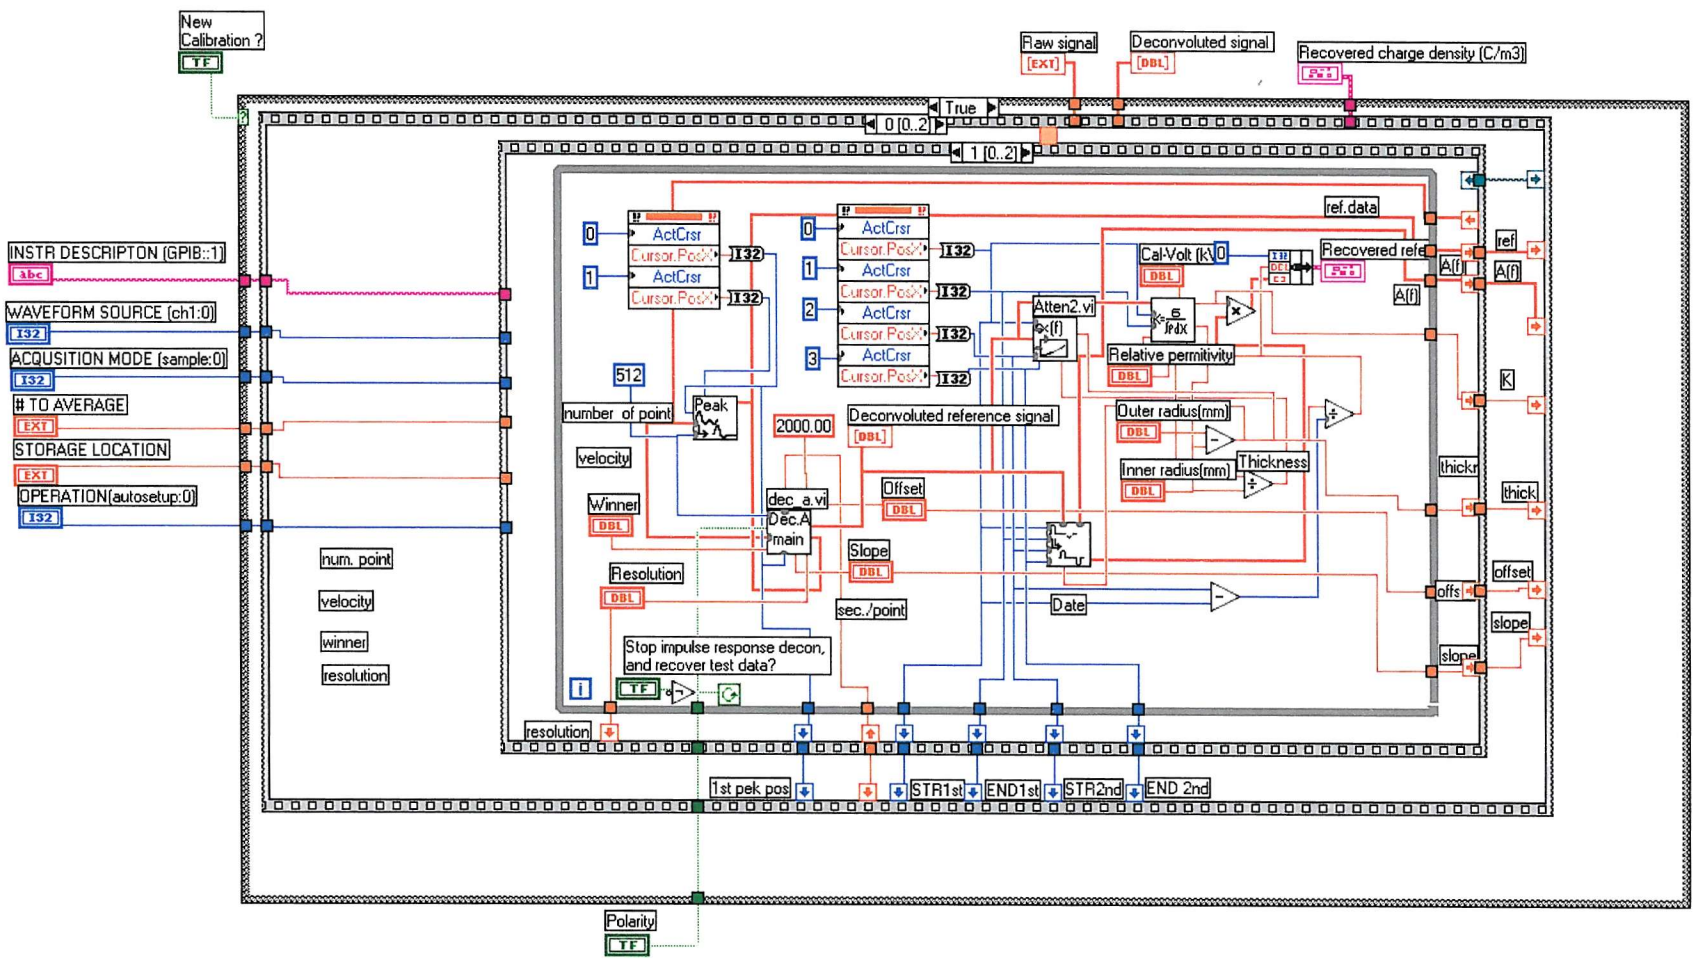 New
Calibration ?
TF
Raw signal
[EXT]
Deconvoluted signal
[DBL]
Recovered charge density (C/m3)
True
0 [0..2]
1 [0..2]
?
INSTR DESCRIPTON (GPIB::1)
abc
WAVEFORM SOURCE (ch1:0)
I32
ACQUSITION MODE (sample:0)
I32
# TO AVERAGE
EXT
STORAGE LOCATION
EXT
OPERATION(autosetup:0)
I32
num. point
velocity
winner
resolution
0
ActCrsr
Cursor.PosX
I32
1
ActCrsr
Cursor.PosX
I32
0
ActCrsr
Cursor.PosX
I32
1
ActCrsr
Cursor.PosX
I32
2
ActCrsr
Cursor.PosX
I32
3
ActCrsr
Cursor.PosX
I32
512
number of point
Peak
velocity
2000.00
Deconvoluted reference signal
[DBL]
Winner
DBL
dec_a.vi
Dec.A
main
Offset
DBL
Slope
DBL
Resolution
DBL
sec./point
Stop impulse response decon,
and recover test data?
TF
i
Atten2.vi
Cal-Volt (kV
0
DBL
I32
Relative permitivity
DBL
Outer radius(mm)
DBL
Inner radius(mm)
DBL
Thickness
Date
ref.data
Recovered refe
A(f)
A(f)
ref
A(f)
K
thickr
thick
offs
offset
slope
slope
resolution
1st pek pos
STR1st
END1st
STR2nd
END 2nd
Polarity
TF